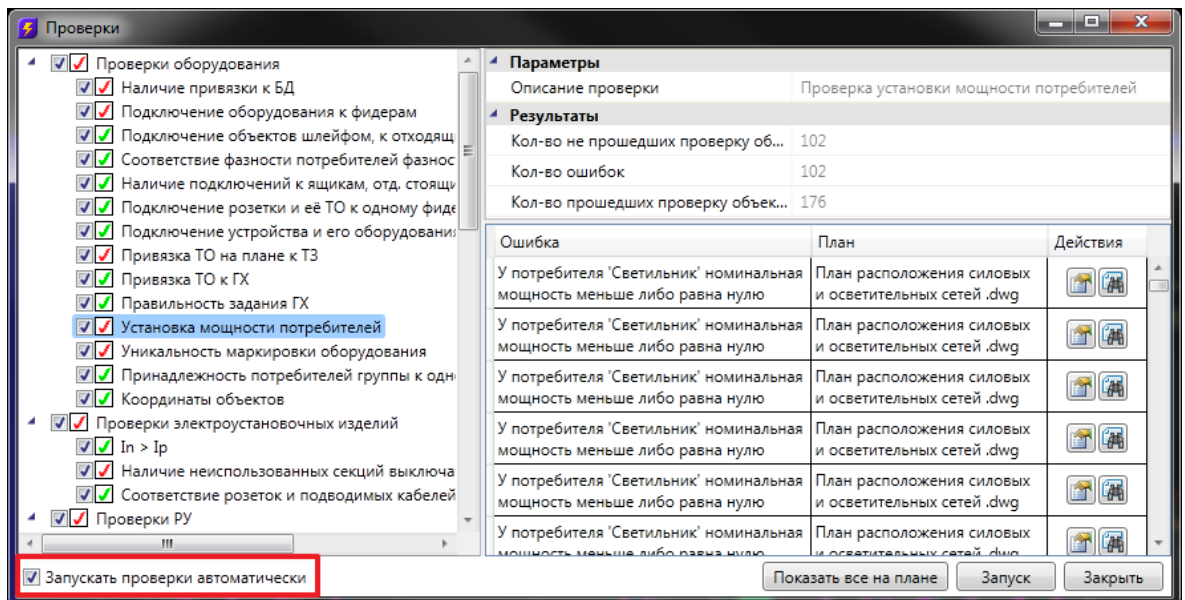 Проверки
Проверки оборудования
Наличие привязки к БД
Подключение оборудования к фидерам
Подключение объектов шлейфом, к отходящ
Соответствие фазности потребителей фазнос
Наличие подключений к ящикам, отд. стоящи
Подключение розетки и её ТО к одному фиде
Подключение устройства и его оборудовани
Привязка ТО на плане к ТЗ
Привязка ТО к ГХ
Правильность задания ГХ
Установка мощности потребителей
Уникальность маркировки оборудования
Принадлежность потребителей группы к одн
Координаты объектов
Проверки электроустановочных изделий
In > Ip
Наличие неиспользованных секций выключа
Соответствие розеток и подводимых кабелей
Проверки РУ
Запускать проверки автоматически
Параметры
Описание проверки Проверка установки мощности потребителей
Результаты
Кол-во не прошедших проверку об... 102
Кол-во ошибок 102
Кол-во прошедших проверку объек... 176
Ошибка План Действия
У потребителя 'Светильник' номинальная План расположения силовых
мощность меньше либо равна нулю и осветительных сетей .dwg
У потребителя 'Светильник' номинальная План расположения силовых
мощность меньше либо равна нулю и осветительных сетей .dwg
У потребителя 'Светильник' номинальная План расположения силовых
мощность меньше либо равна нулю и осветительных сетей .dwg
У потребителя 'Светильник' номинальная План расположения силовых
мощность меньше либо равна нулю и осветительных сетей .dwg
У потребителя 'Светильник' номинальная План расположения силовых
мощность меньше либо равна нулю и осветительных сетей .dwg
У потребителя 'Светильник' номинальная План расположения силовых
мощность меньше либо равна нулю и осветительных сетей .dwg
Показать все на плане Запуск Закрыть